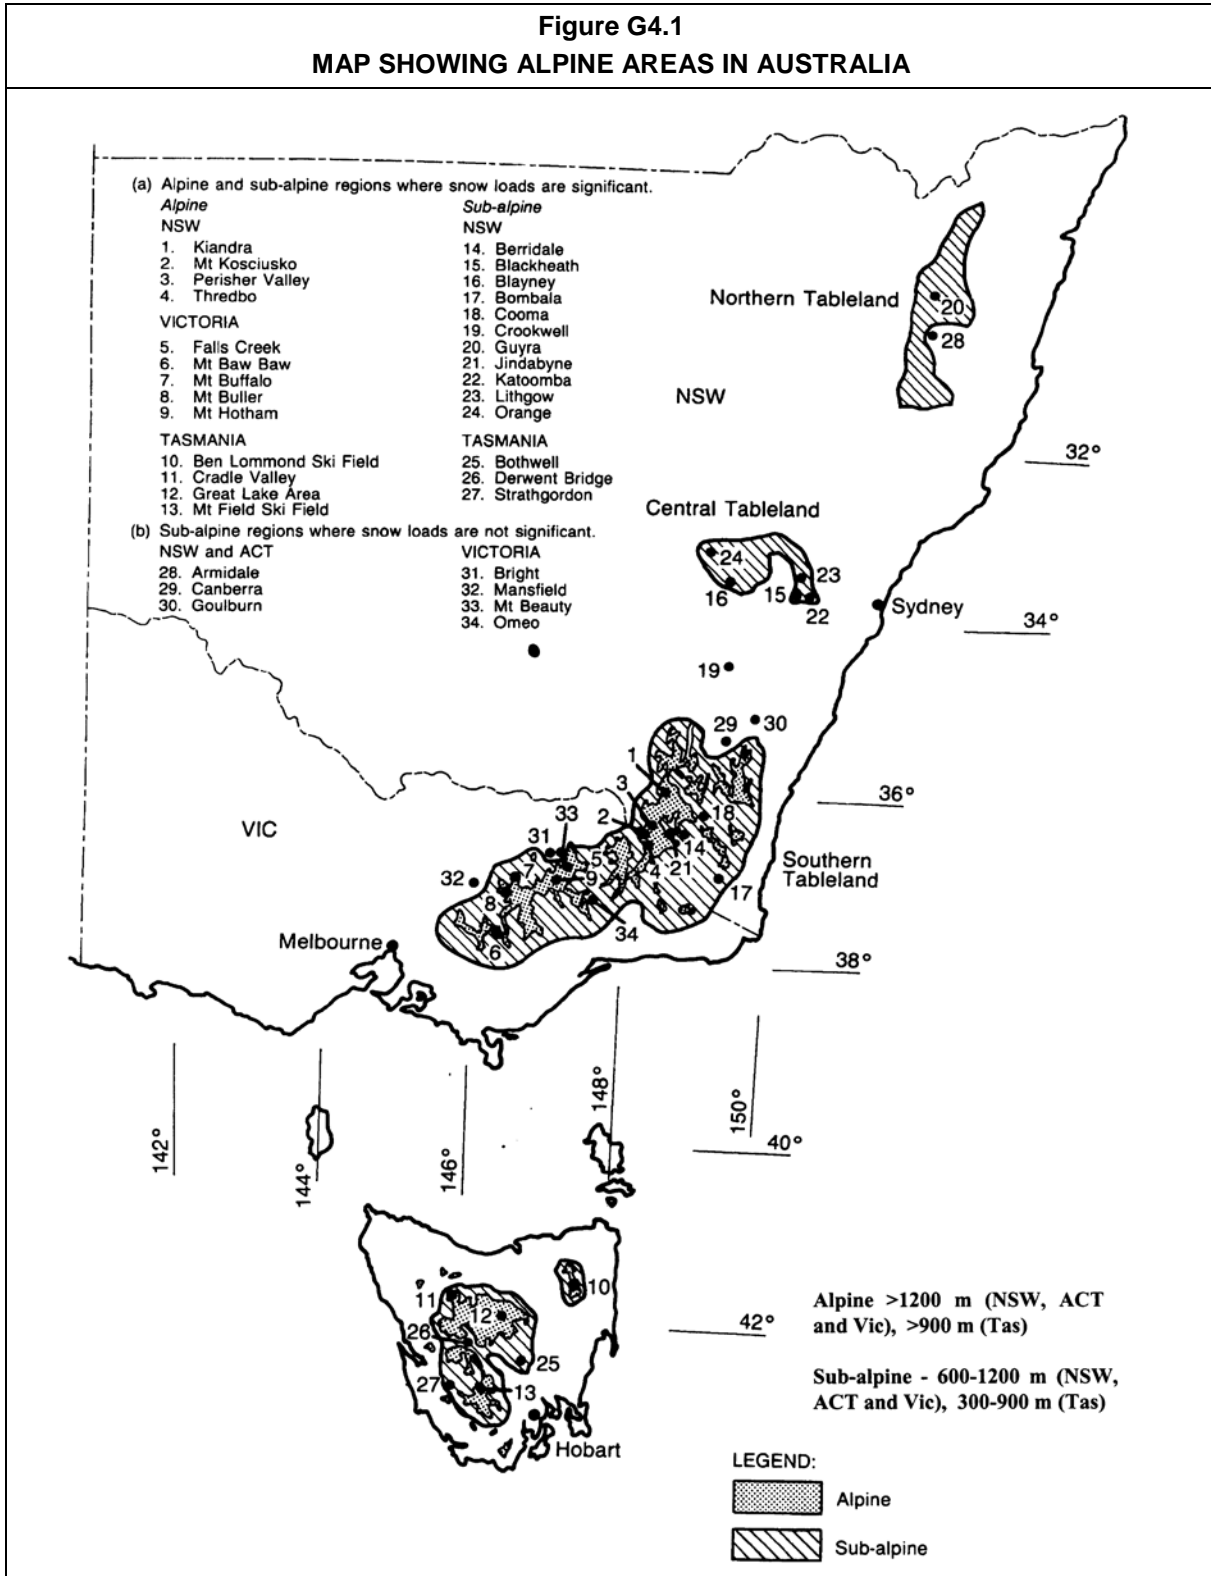 Figure G4.1
MAP SHOWING ALPINE AREAS IN AUSTRALIA
(a) Alpine and sub-alpine regions where snow loads are significant.
Alpine
NSW
1. Kiandra
2. Mt Kosciusko
3. Perisher Valley
4. Thredbo
VICTORIA
5. Falls Creek
6. Mt Baw Baw
7. Mt Buffalo
8. Mt Buller
9. Mt Hotham
TASMANIA
10. Ben Lommond Ski Field
11. Cradle Valley
12. Great Lake Area
13. Mt Field Ski Field
Sub-alpine
NSW
14. Berridale
15. Blackheath
16. Blayney
17. Bombala
18. Cooma
19. Crookwell
20. Guyra
21. Jindabyne
22. Katoomba
23. Lithgow
24. Orange
TASMANIA
25. Bothwell
26. Derwent Bridge
27. Strathgordon
(b) Sub-alpine regions where snow loads are not significant.
NSW and ACT
28. Armidale
29. Canberra
30. Goulburn
VICTORIA
31. Bright
32. Mansfield
33. Mt Beauty
34. Omeo
Northern Tableland
20
28
NSW
32°
Central Tableland
24
23
16
15
22
Sydney
34°
19
29
30
1
3
36°
2
18
33
31
VIC
14
5
Southern
Tableland
7
4
21
9
32
17
8
34
6
Melbourne
38°
148°
150°
142°
144°
146°
40°
10
11
12
42°
26
25
27
13
Hobart
Alpine >1200 m (NSW, ACT
and Vic), >900 m (Tas)
Sub-alpine - 600-1200 m (NSW,
ACT and Vic), 300-900 m (Tas)
LEGEND:
Alpine
Sub-alpine